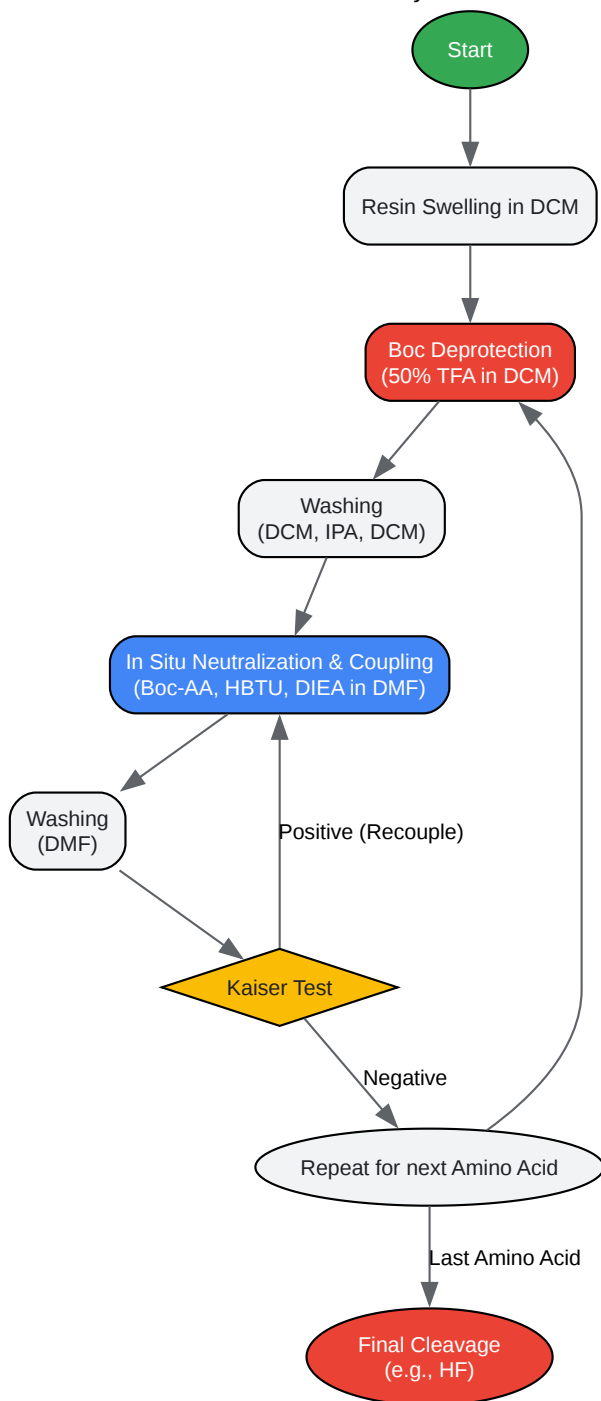 Start
Resin Swelling in DCM
Boc Deprotection
(50% TFA in DCM)
Washing
(DCM, IPA, DCM)
In Situ Neutralization & Coupling
(Boc-AA, HBTU, DIEA in DMF)
Washing
(DMF)
Positive (Recouple)
Kaiser Test
Negative
Repeat for next Amino Acid
Last Amino Acid
Final Cleavage
(e.g., HF)